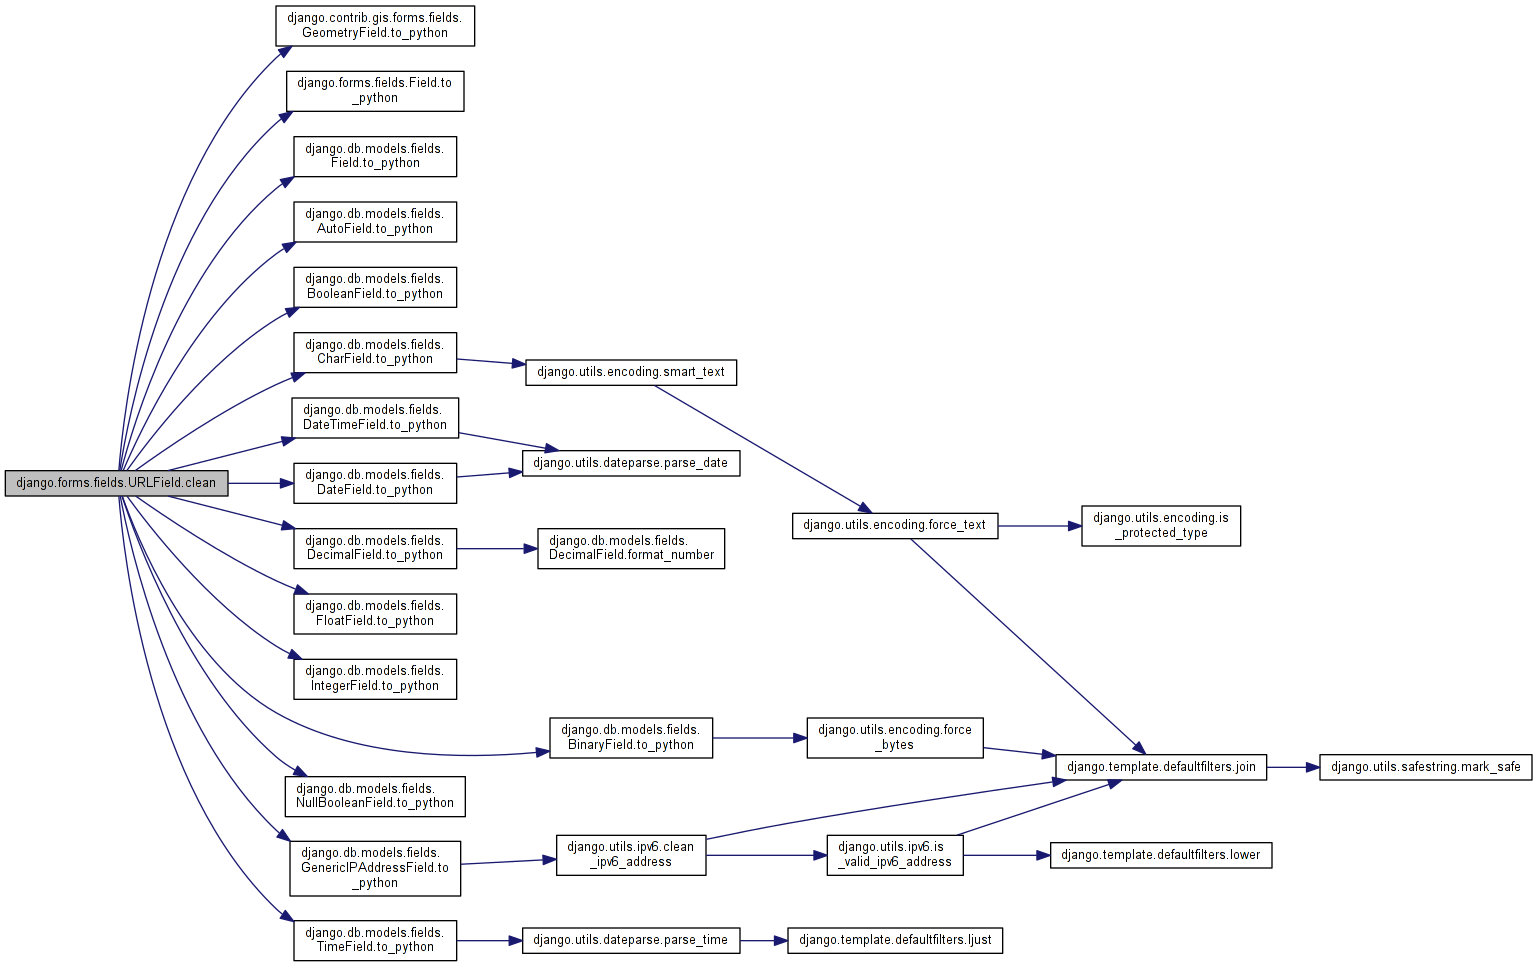 django.contrib.gis.forms.fields.
GeometryField.to_python
django.forms.fields.Field.to
_python
django.db.models.fields.
Field.to_python
django.db.models.fields.
AutoField.to_python
django.db.models.fields.
BooleanField.to_python
django.db.models.fields.
CharField.to_python
django.utils.encoding.smart_text
django.db.models.fields.
DateTimeField.to_python
django.utils.dateparse.parse_date
django.forms.fields.URLField.clean
django.db.models.fields.
DateField.to_python
django.utils.encoding.force_text
django.utils.encoding.is
_protected_type
django.db.models.fields.
DecimalField.to_python
django.db.models.fields.
DecimalField.format_number
django.db.models.fields.
FloatField.to_python
django.db.models.fields.
IntegerField.to_python
django.db.models.fields.
BinaryField.to_python
django.utils.encoding.force
_bytes
django.template.defaultfilters.join
django.utils.safestring.mark_safe
django.db.models.fields.
NullBooleanField.to_python
django.db.models.fields.
GenericIPAddressField.to
_python
django.utils.ipv6.clean
_ipv6_address
django.utils.ipv6.is
_valid_ipv6_address
django.template.defaultfilters.lower
django.db.models.fields.
TimeField.to_python
django.utils.dateparse.parse_time
django.template.defaultfilters.ljust